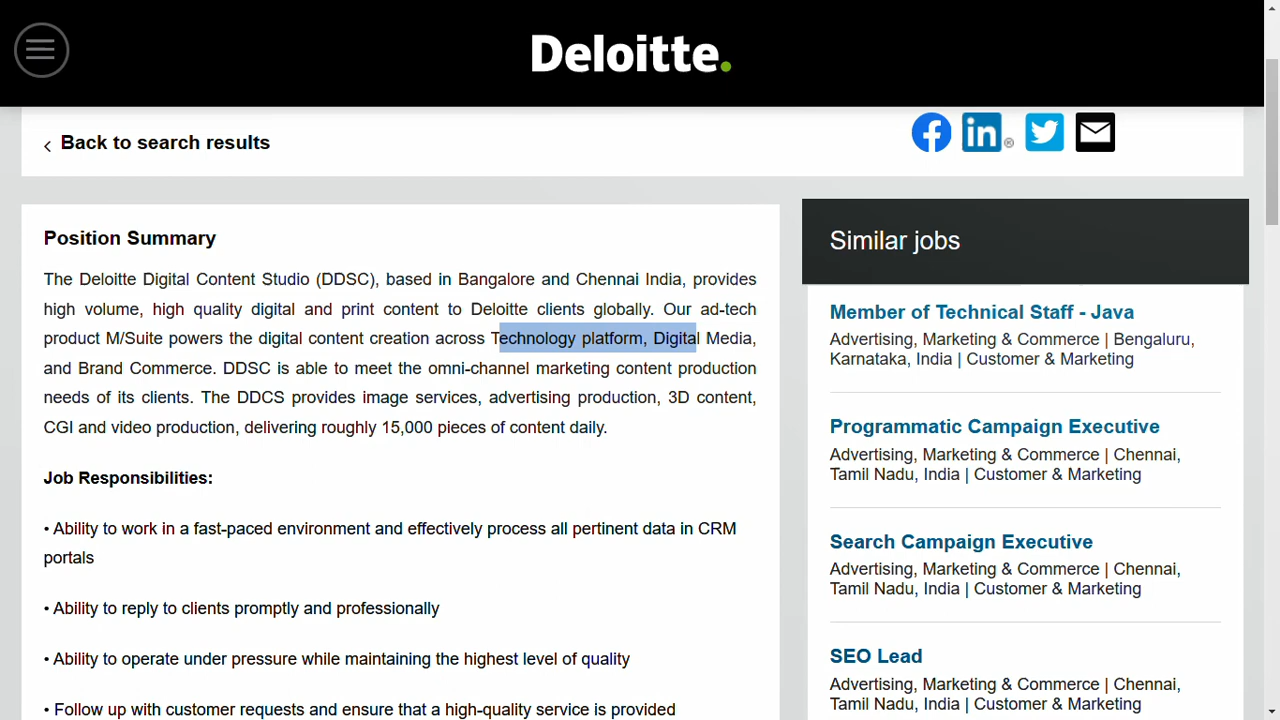 Deloitte.
Back to search results
Position Summary
The Deloitte Digital Content Studio (DDSC), based in Bangalore and Chennai India, provides
high volume, high quality digital and print content to Deloitte clients globally. Our ad-tech
product M/Suite powers the digital content creation across Technology platform, Digital Media,
and Brand Commerce. DDSC is able to meet the omni-channel marketing content production
needs of its clients. The DDCS provides image services, advertising production, 3D content,
CGI and video production, delivering roughly 15,000 pieces of content daily.
Job Responsibilities:
• Ability to work in a fast-paced environment and effectively process all pertinent data in CRM
portals
• Ability to reply to clients promptly and professionally
• Ability to operate under pressure while maintaining the highest level of quality
• Follow up with customer requests and ensure that a high-quality service is provided
Similar jobs
Member of Technical Staff - Java
Advertising, Marketing & Commerce | Bengaluru,
Karnataka, India | Customer & Marketing
Programmatic Campaign Executive
Advertising, Marketing & Commerce | Chennai,
Tamil Nadu, India | Customer & Marketing
Search Campaign Executive
Advertising, Marketing & Commerce | Chennai,
Tamil Nadu, India | Customer & Marketing
SEO Lead
Advertising, Marketing & Commerce | Chennai,
Tamil Nadu, India | Customer & Marketing